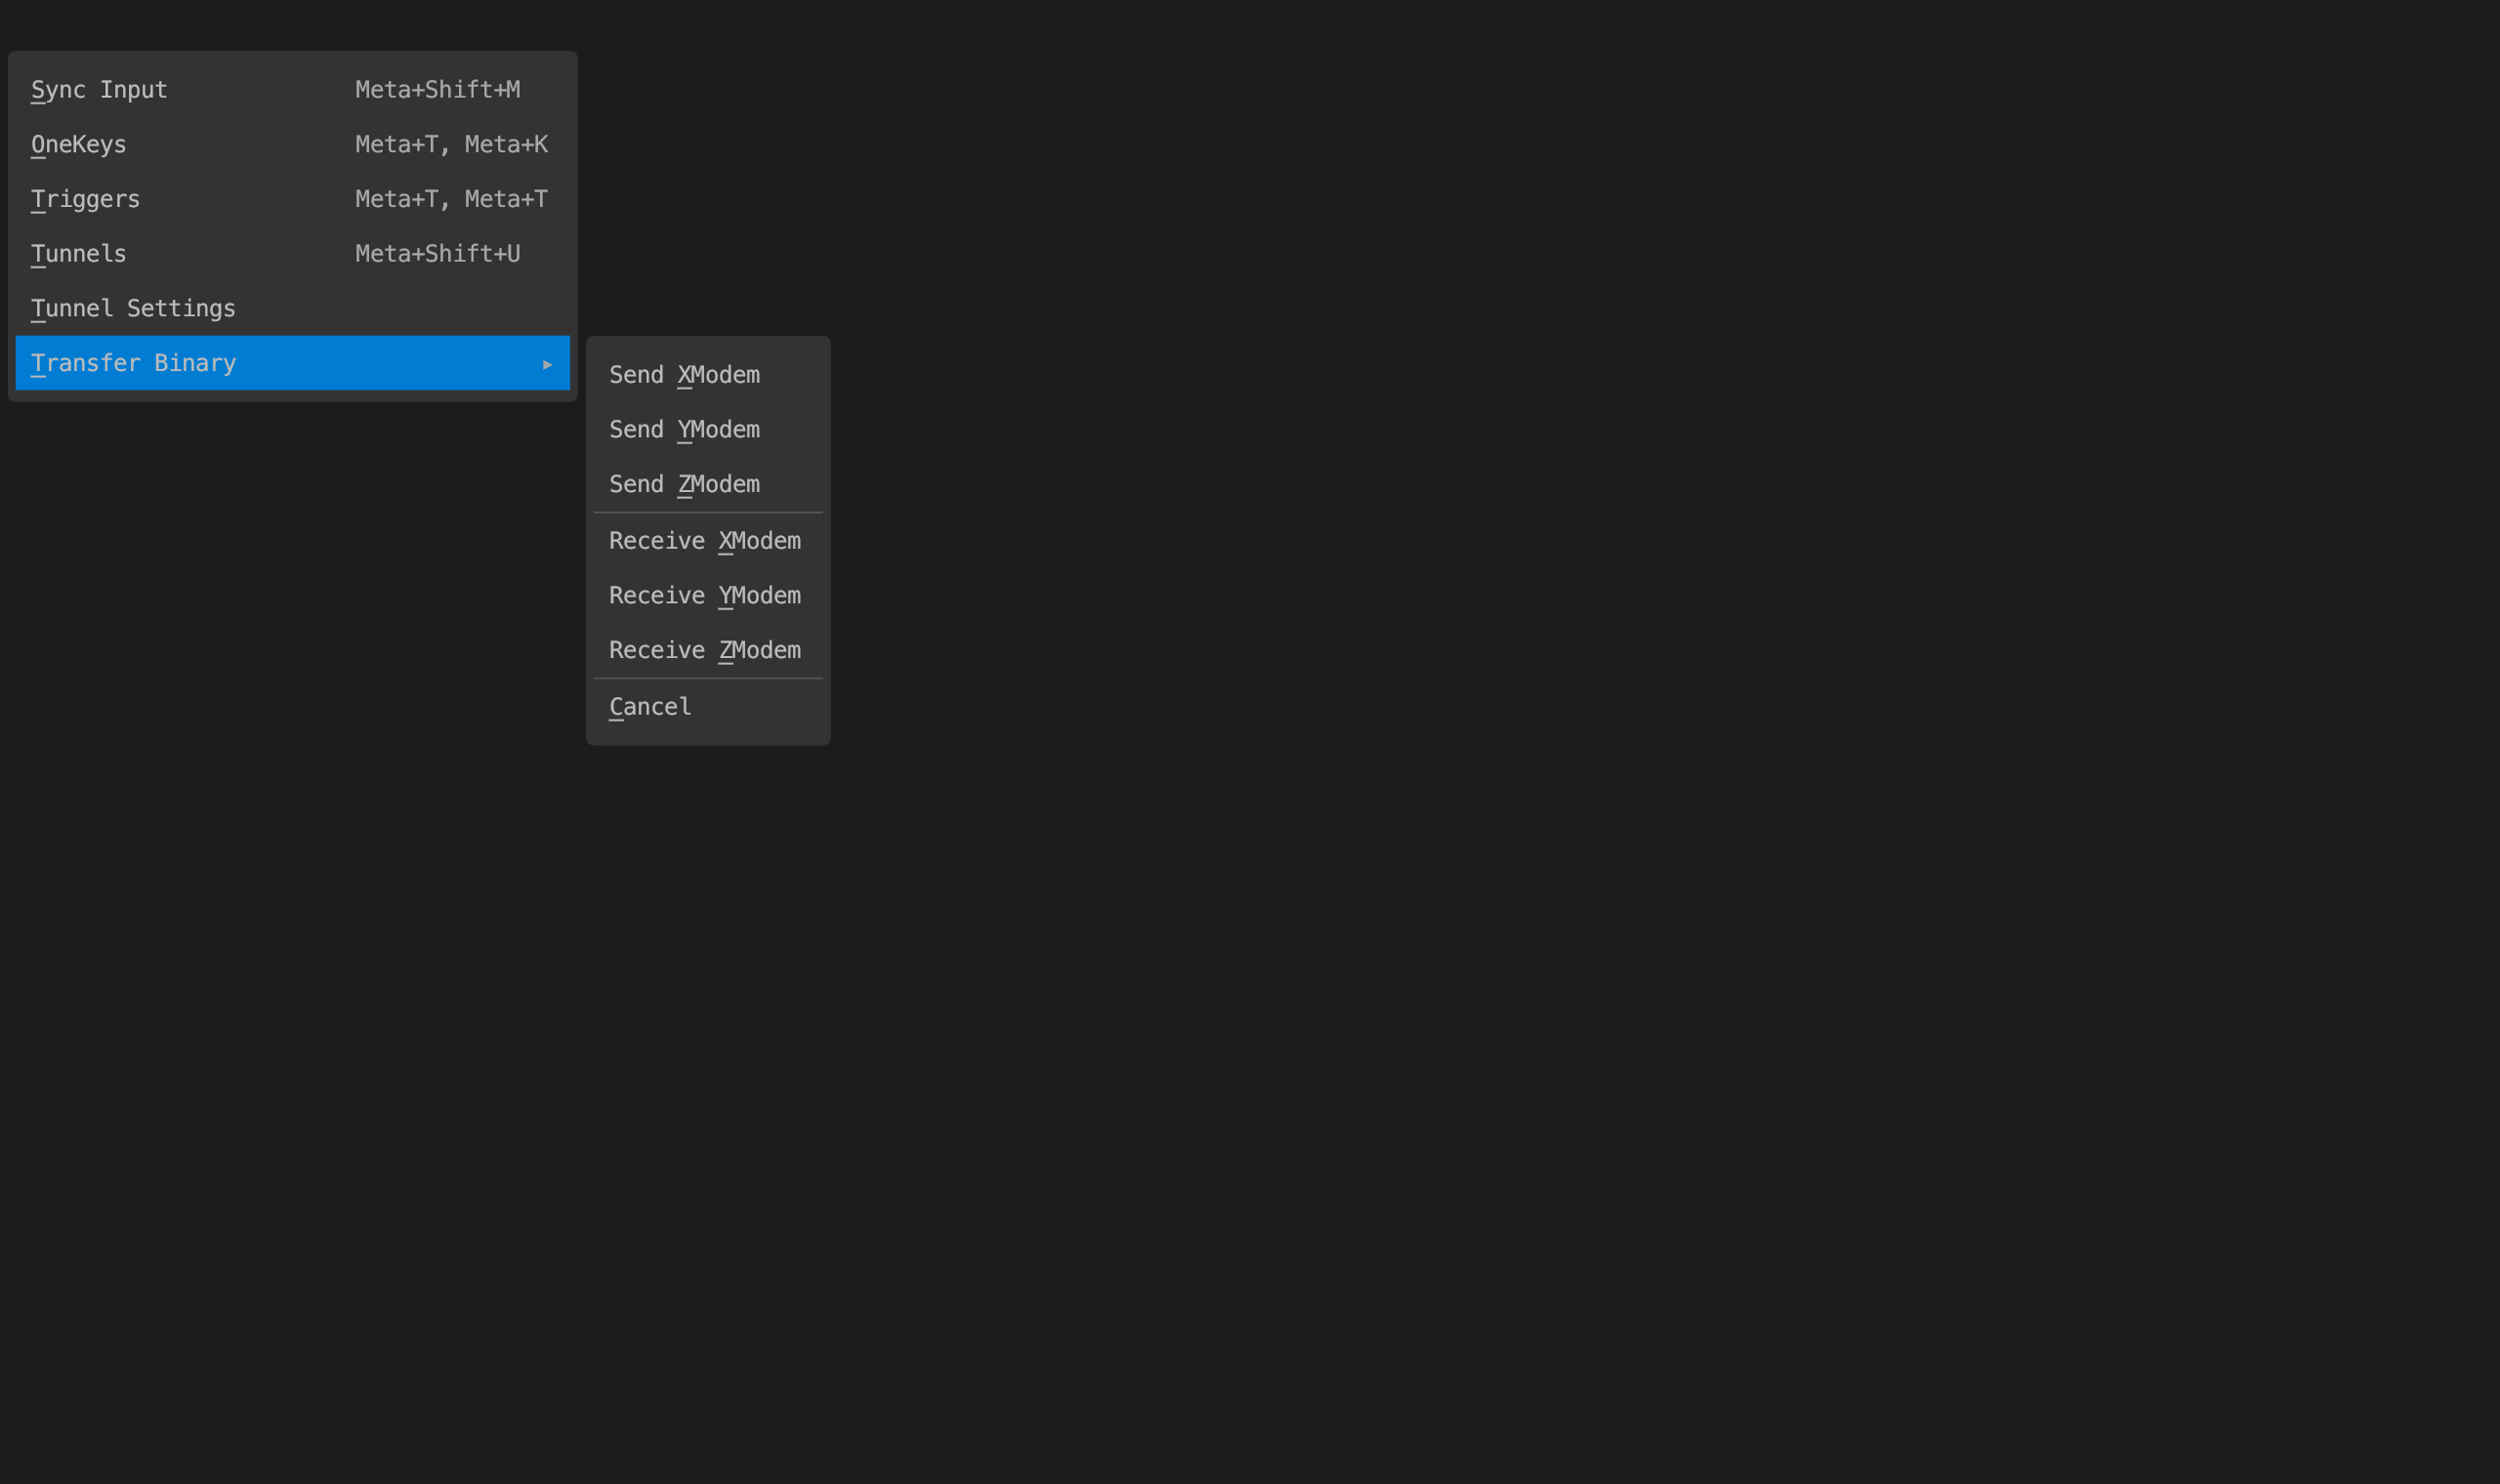 Sync Input Meta+Shift+M
OneKeys Meta+T, Meta+K
Triggers Meta+T, Meta+T
Tunnels Meta+Shift+U
Tunnel Settings
Transfer Binary
Send XModem
Send YModem
Send ZModem
Receive XModem
Receive YModem
Receive ZModem
Cancel